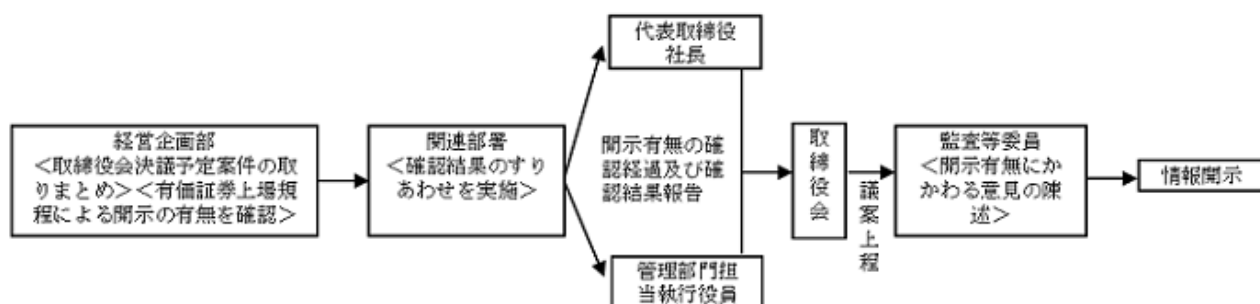 代表取締役
社長
経営企画部
<取締役会決議予定案件の取
りまとめ><有価証券上場規
程による開示の有無を確認>
関連部署
<確認結果のすり
あわせを実施>
開示有無の確
認経過及び確
認結果報告
管理部門担
当執行役員
取締役会
議案上程
監査等委員
<開示有無にか
かわる意見の陳
述>
情報開示